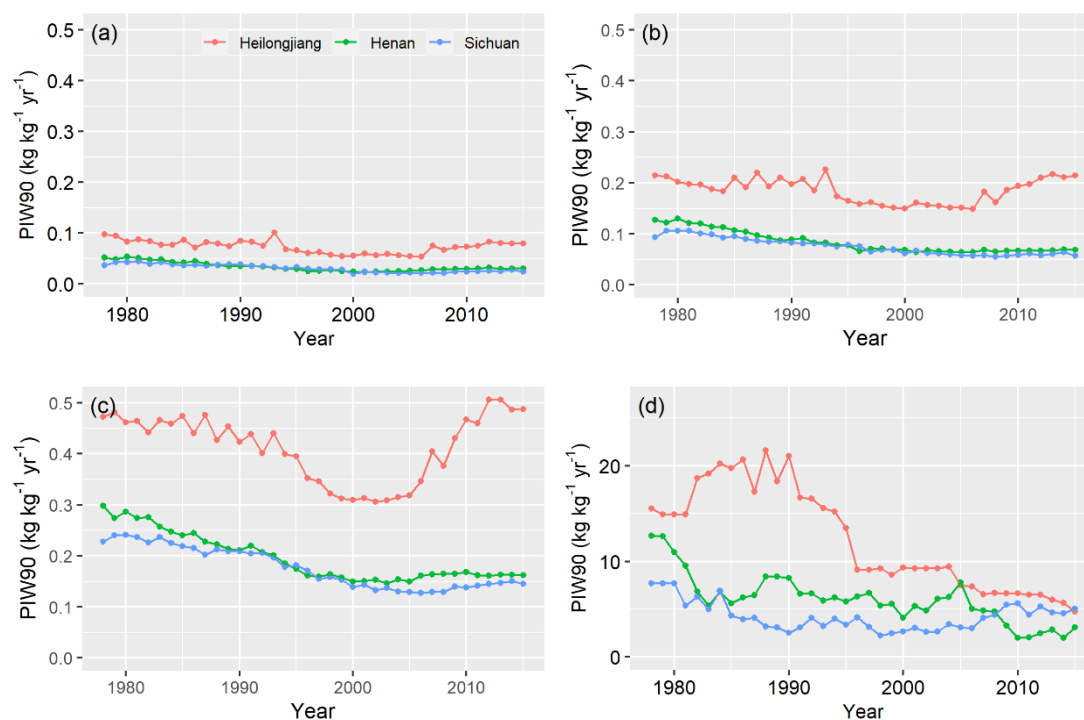 (a)
Heilongjiang Henan Sichuan
PIW90 (kg kg⁻¹ yr⁻¹)
0.5
0.4
0.3
0.2
0.1
0.0
1980 1990 2000 2010
Year
(b)
PIW90 (kg kg⁻¹ yr⁻¹)
0.5
0.4
0.3
0.2
0.1
0.0
1980 1990 2000 2010
Year
(c)
PIW90 (kg kg⁻¹ yr⁻¹)
0.5
0.4
0.3
0.2
0.1
0.0
1980 1990 2000 2010
Year
(d)
PIW90 (kg kg⁻¹ yr⁻¹)
20
10
0
1980 1990 2000 2010
Year